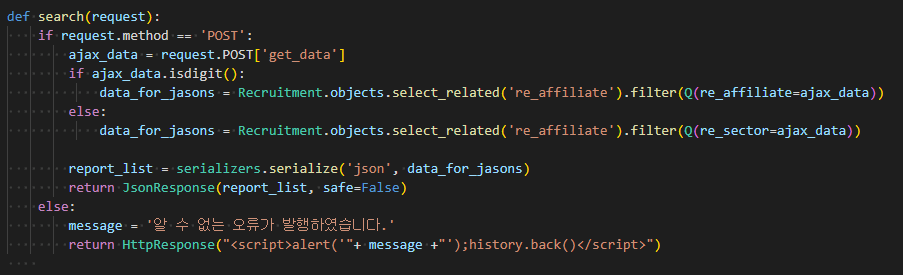 def search(request):
    if request.method == 'POST':
        ajax_data = request.POST['get_data']
        if ajax_data.isdigit():
            data_for_jasons = Recruitment.objects.select_related('re_affiliate').filter(Q(re_affiliate=ajax_data))
        else:
            data_for_jasons = Recruitment.objects.select_related('re_affiliate').filter(Q(re_sector=ajax_data))

        report_list = serializers.serialize('json', data_for_jasons)
        return JsonResponse(report_list, safe=False)
    else:
        message = '알 수 없는 오류가 발행하였습니다.'
        return HttpResponse("<script>alert('"+ message +"');history.back()</script>")